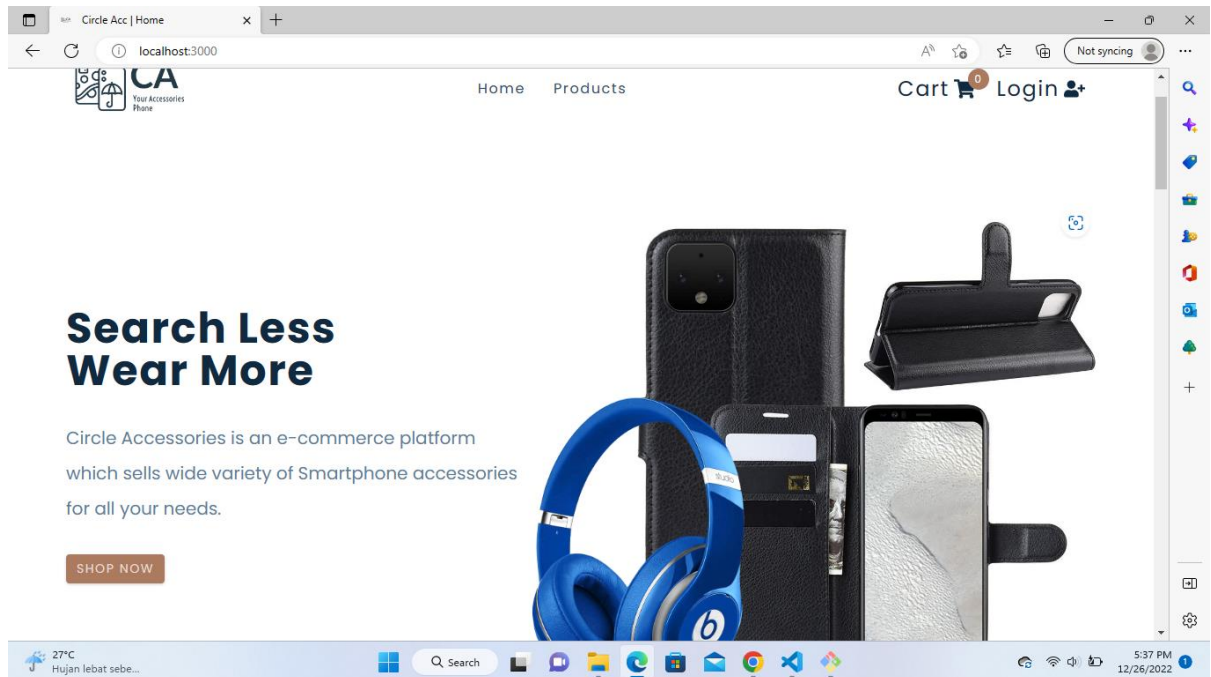 Circle Acc | Home
localhost:3000
Not syncing
CA
Your Accessories
Phone
Home Products
Cart 0 Login
Search Less
Wear More
Circle Accessories is an e-commerce platform
which sells wide variety of Smartphone accessories
for all your needs.
SHOP NOW
studio
b
27°C
Hujan lebat sebe...
Search
5:37 PM
12/26/2022
1